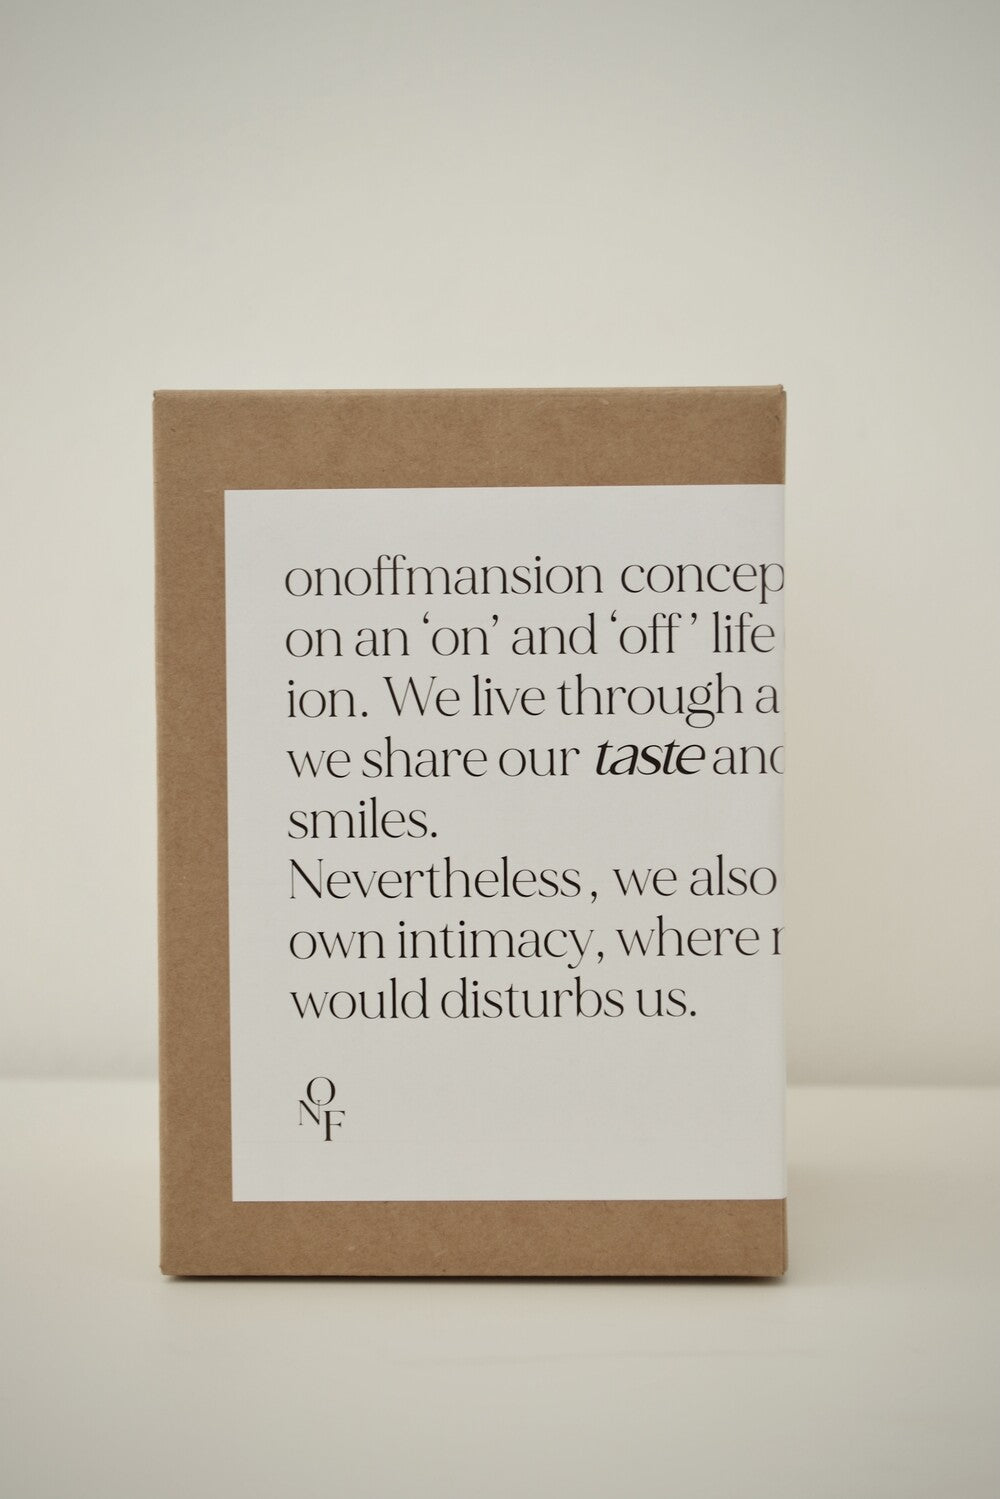 onoffmansion concep
on an ‘on’ and ‘off’ life
ion. We live through a
we share our taste and
smiles.
Nevertheless, we also
own intimacy, where
would disturbs us.
O
N
F